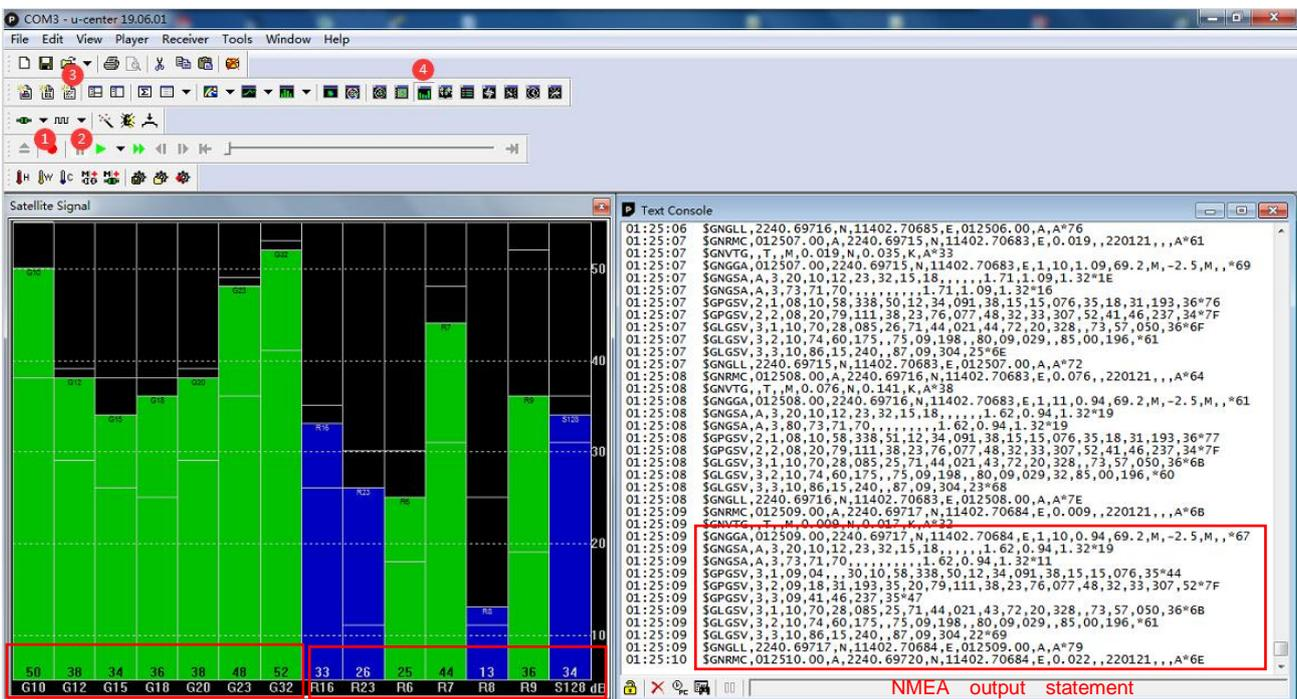 COM3 - u-center 19.06.01
File Edit View Player Receiver Tools Window Help
3
4
1
2
H W C
Satellite Signal
Text Console
G10 G12 G15 G18 G20 G23 G32 R16 R23 R6 R7 R8 R9 S128
50
40
30
20
10
50 38 34 36 38 48 52 33 26 25 44 13 36 34
G10 G12 G15 G18 G20 G23 G32 R16 R23 R6 R7 R8 R9 S128 dB
01:25:06 $GNGLL,2240.69716,N,11402.70685,E,012506.00,A,A*76
01:25:07 $GNRMC,012507.00,A,2240.69715,N,11402.70683,E,0.019,,220121,,,A*61
01:25:07 $GNVTG,,T,,M,0.019,N,0.035,K,A*33
01:25:07 $GNGGA,012507.00,2240.69715,N,11402.70683,E,1,10,1.09,69.2,M,-2.5,M,,*69
01:25:07 $GNGSA,A,3,20,10,12,23,32,15,18,,,,,,1.71,1.09,1.32*1E
01:25:07 $GNGSA,A,3,73,71,70,,,,,,,,,,1.71,1.09,1.32*16
01:25:07 $GPGSV,2,1,08,10,58,338,50,12,34,091,38,15,15,076,35,18,31,193,36*76
01:25:07 $GPGSV,2,2,08,20,79,111,38,23,76,077,48,32,33,307,52,41,46,237,34*7F
01:25:07 $GLGSV,3,1,10,70,28,085,26,71,44,021,44,72,20,328,,73,57,050,36*6F
01:25:07 $GLGSV,3,2,10,74,60,175,,75,09,198,,80,09,029,,85,00,196,*61
01:25:07 $GLGSV,3,3,10,86,15,240,,87,09,304,25*6E
01:25:07 $GNGLL,2240.69715,N,11402.70683,E,012507.00,A,A*72
01:25:08 $GNRMC,012508.00,A,2240.69716,N,11402.70683,E,0.076,,220121,,,A*64
01:25:08 $GNVTG,,T,,M,0.076,N,0.141,K,A*38
01:25:08 $GNGGA,012508.00,2240.69716,N,11402.70683,E,1,11,0.94,69.2,M,-2.5,M,,*61
01:25:08 $GNGSA,A,3,20,10,12,23,32,15,18,,,,,,1.62,0.94,1.32*19
01:25:08 $GNGSA,A,3,80,73,71,70,,,,,,,,,1.62,0.94,1.32*19
01:25:08 $GPGSV,2,1,08,10,58,338,51,12,34,091,38,15,15,076,35,18,31,193,36*77
01:25:08 $GPGSV,2,2,08,20,79,111,38,23,76,077,48,32,33,307,52,41,46,237,34*7F
01:25:08 $GLGSV,3,1,10,70,28,085,25,71,44,021,43,72,20,328,,73,57,050,36*6B
01:25:08 $GLGSV,3,2,10,74,60,175,,75,09,198,,80,09,029,32,85,00,196,*60
01:25:08 $GLGSV,3,3,10,86,15,240,,87,09,304,23*68
01:25:08 $GNGLL,2240.69716,N,11402.70683,E,012508.00,A,A*7E
01:25:09 $GNRMC,012509.00,A,2240.69717,N,11402.70684,E,0.009,,220121,,,A*6B
01:25:09 $GNVTG,,T,,M,0.009,N,0.017,K,A*32
01:25:09 $GNGGA,012509.00,2240.69717,N,11402.70684,E,1,10,0.94,69.2,M,-2.5,M,,*67
01:25:09 $GNGSA,A,3,20,10,12,23,32,15,18,,,,,,1.62,0.94,1.32*19
01:25:09 $GNGSA,A,3,73,71,70,,,,,,,,,,1.62,0.94,1.32*11
01:25:09 $GPGSV,3,1,09,04,,,30,10,58,338,50,12,34,091,38,15,15,076,35*44
01:25:09 $GPGSV,3,2,09,18,31,193,35,20,79,111,38,23,76,077,48,32,33,307,52*7F
01:25:09 $GPGSV,3,3,09,41,46,237,35*47
01:25:09 $GLGSV,3,1,10,70,28,085,25,71,44,021,43,72,20,328,,73,57,050,36*6B
01:25:09 $GLGSV,3,2,10,74,60,175,,75,09,198,,80,09,029,,85,00,196,*61
01:25:09 $GLGSV,3,3,10,86,15,240,,87,09,304,22*69
01:25:09 $GNGLL,2240.69717,N,11402.70684,E,012509.00,A,A*79
01:25:10 $GNRMC,012510.00,A,2240.69720,N,11402.70684,E,0.022,,220121,,,A*6E
NMEA output statement